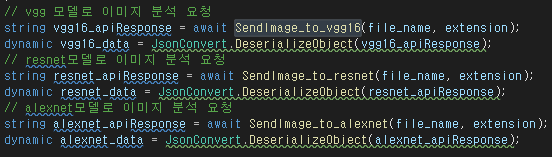 // vgg 모델로 이미지 분석 요청
string vgg16_apiResponse = await SendImage_to_vgg16(file_name, extension);
dynamic vgg16_data = JsonConvert.DeserializeObject(vgg16_apiResponse);
// resnet모델로 이미지 분석 요청
string resnet_apiResponse = await SendImage_to_resnet(file_name, extension);
dynamic resnet_data = JsonConvert.DeserializeObject(resnet_apiResponse);
// alexnet모델로 이미지 분석 요청
string alexnet_apiResponse = await SendImage_to_alexnet(file_name, extension);
dynamic alexnet_data = JsonConvert.DeserializeObject(alexnet_apiResponse);